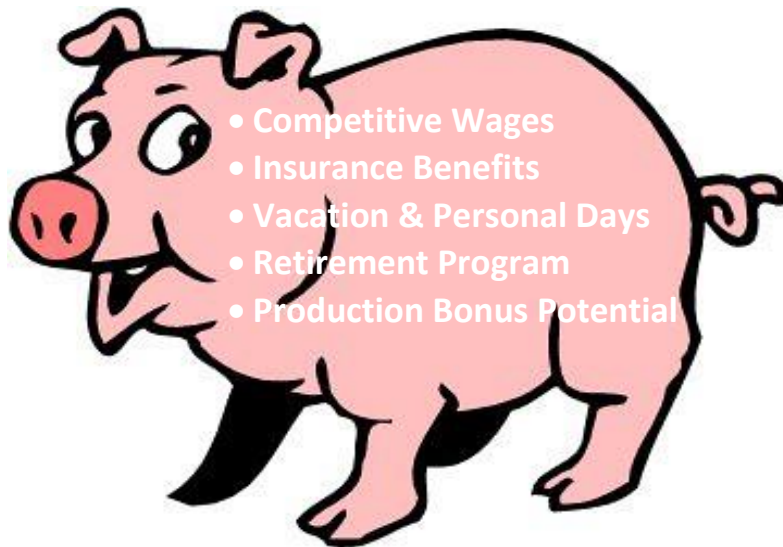 • Competitive Wages
• Insurance Benefits
• Vacation & Personal Days
• Retirement Program
• Production Bonus Potential